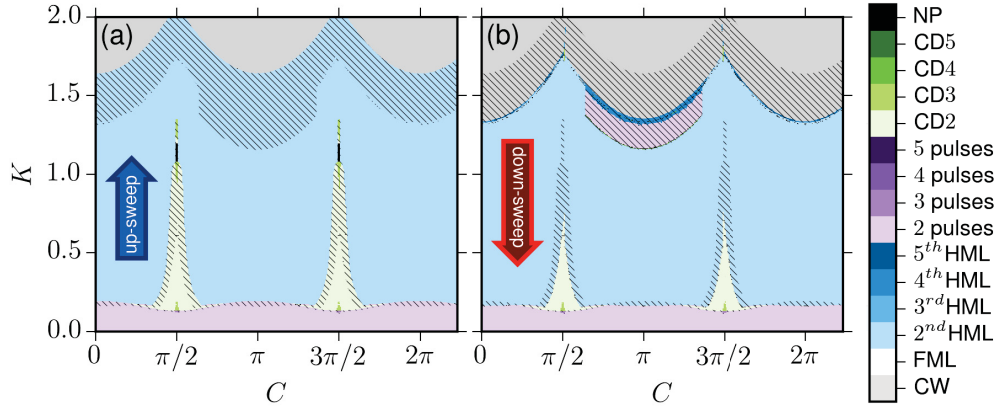 (a)
2.0
1.5
1.0
0.5
0.0
K
up-sweep
0
π/2
π
3π/2
2π
C
(b)
down-sweep
0
π/2
π
3π/2
2π
C
NP
CD5
CD4
CD3
CD2
5 pulses
4 pulses
3 pulses
2 pulses
5th HML
4th HML
3rd HML
2nd HML
FML
CW